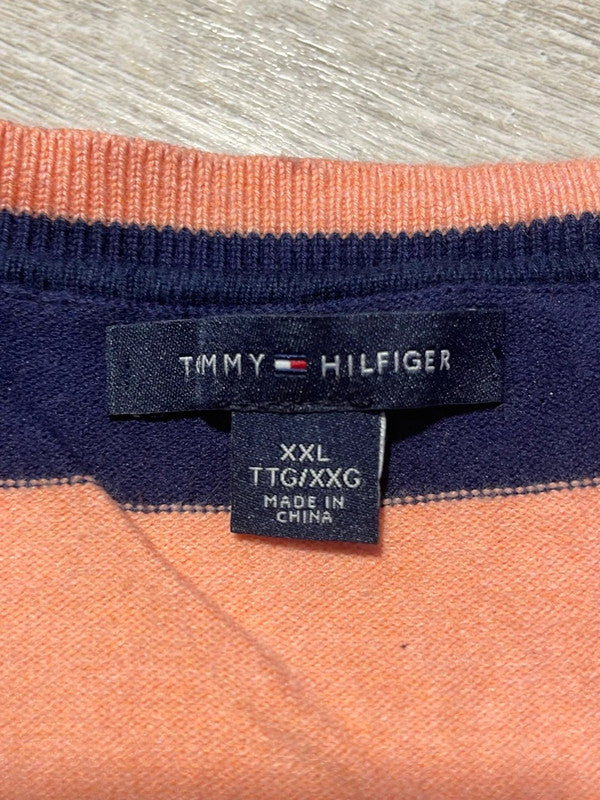 TOMMY HILFIGER
XXL
TTG/XXG
MADE IN
CHINA